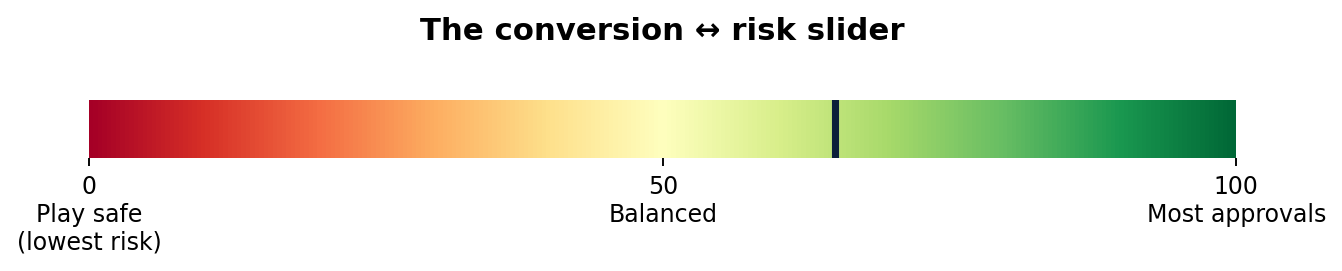 The conversion ↔ risk slider
0 50 100
Play safe Balanced Most approvals
(lowest risk)